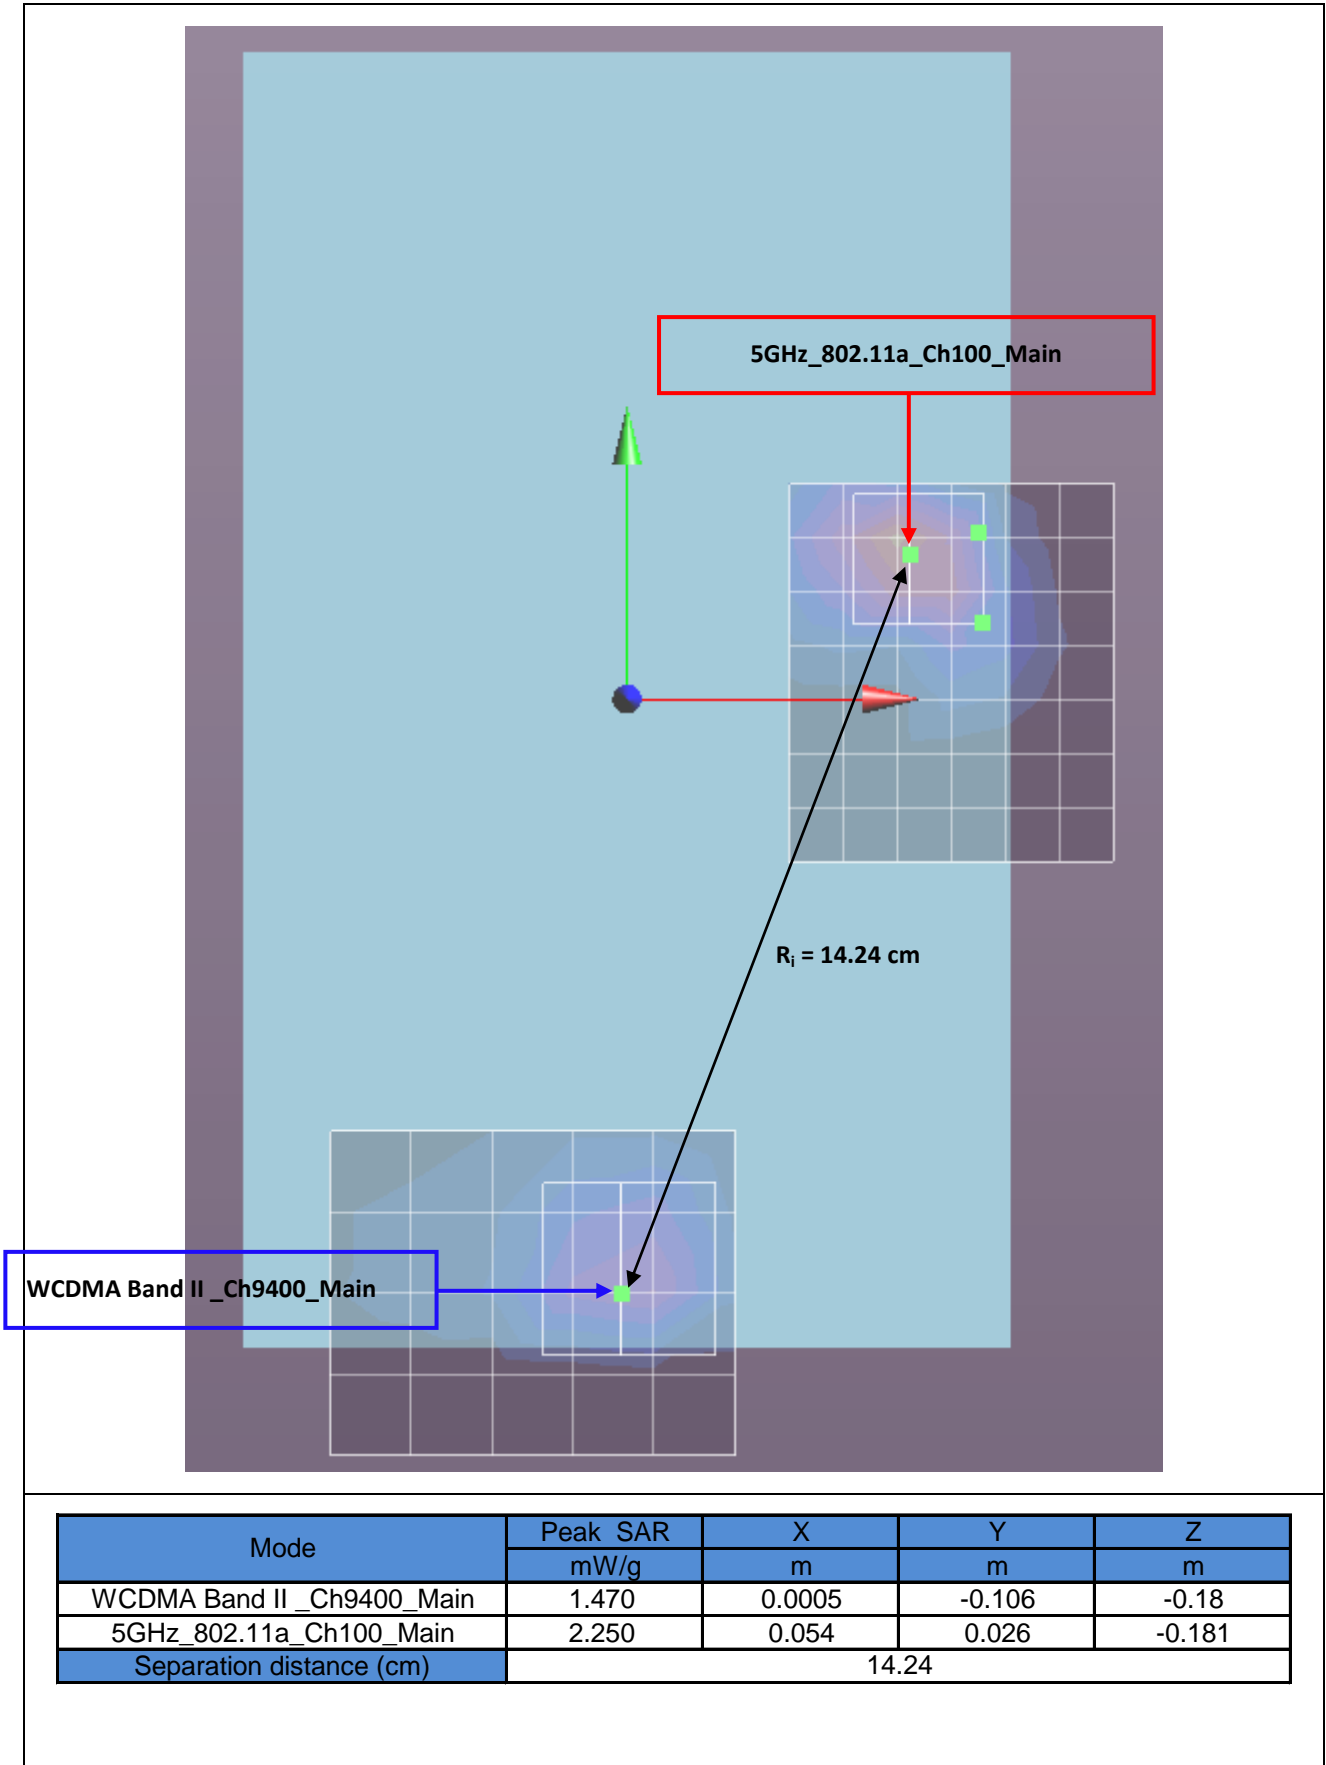 5GHz_802.11a_Ch100_Main
Rᵢ = 14.24 cm
WCDMA Band II _Ch9400_Main
Mode Peak SAR X Y Z
mW/g m m m
WCDMA Band II _Ch9400_Main 1.470 0.0005 -0.106 -0.18
5GHz_802.11a_Ch100_Main 2.250 0.054 0.026 -0.181
Separation distance (cm) 14.24